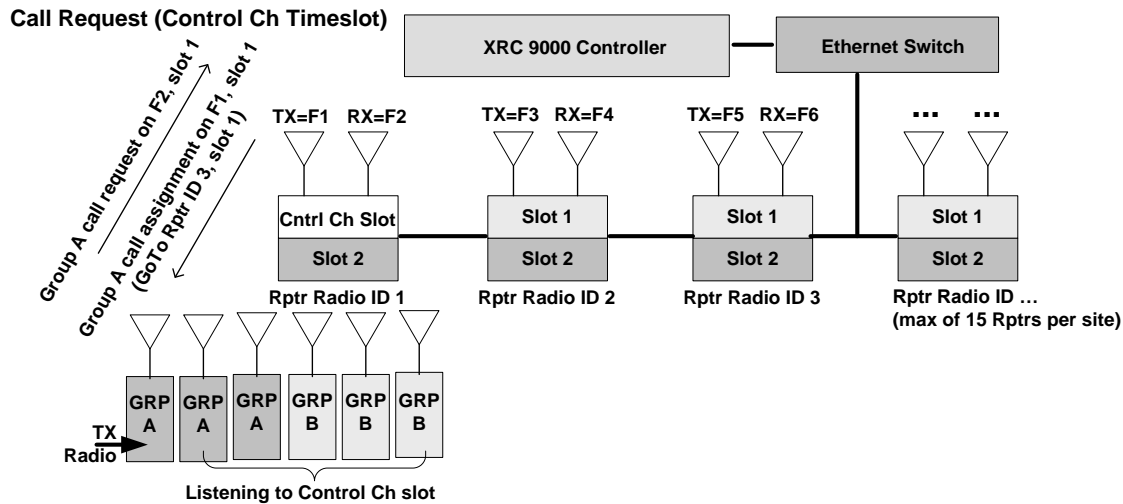 Call Request (Control Ch Timeslot)
XRC 9000 Controller
Ethernet Switch
Group A call request on F2, slot 1
Group A call assignment on F1, slot 1
(GoTo Rptr ID 3, slot 1)
TX=F1 RX=F2
TX=F3 RX=F4
TX=F5 RX=F6
... ...
Cntrl Ch Slot
Slot 2
Rptr Radio ID 1
Slot 1
Slot 2
Rptr Radio ID 2
Slot 1
Slot 2
Rptr Radio ID 3
Slot 1
Slot 2
Rptr Radio ID ...
(max of 15 Rptrs per site)
GRP
A
GRP
A
GRP
A
GRP
B
GRP
B
GRP
B
TX
Radio
Listening to Control Ch slot